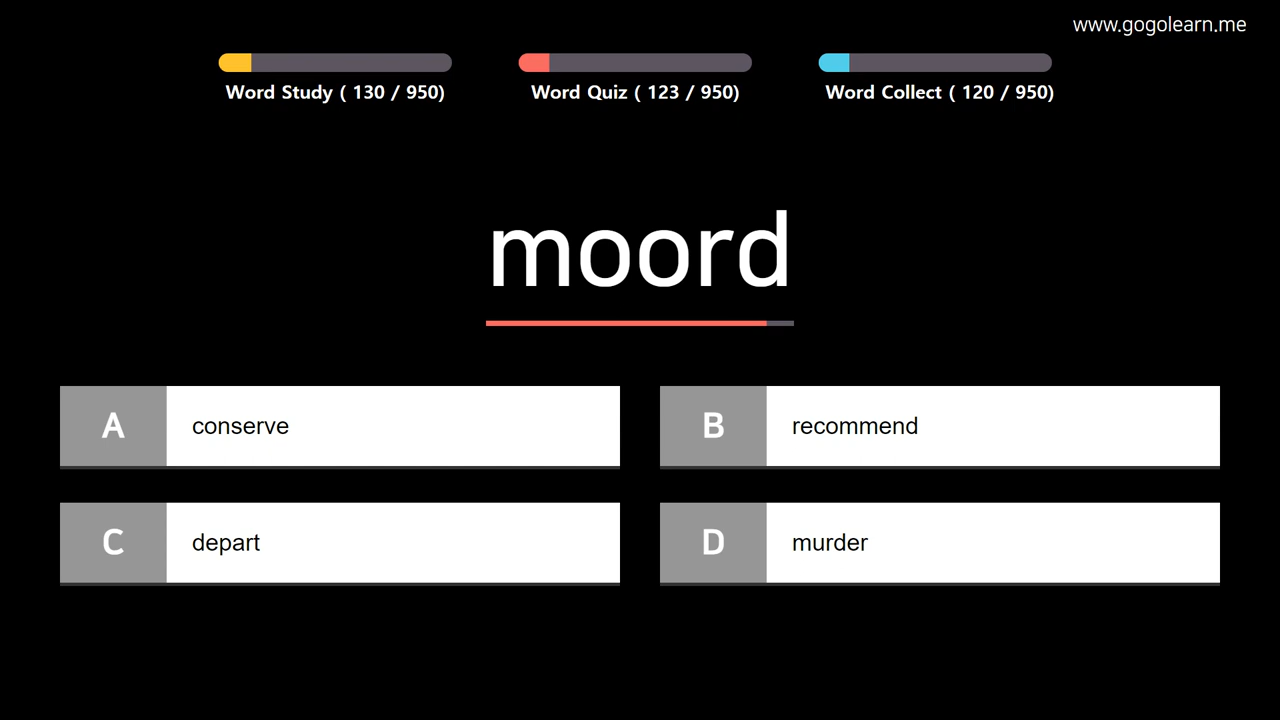 www.gogolearn.me
Word Study ( 130 / 950)
Word Quiz ( 123 / 950)
Word Collect ( 120 / 950)
moord
A conserve
B recommend
C depart
D murder